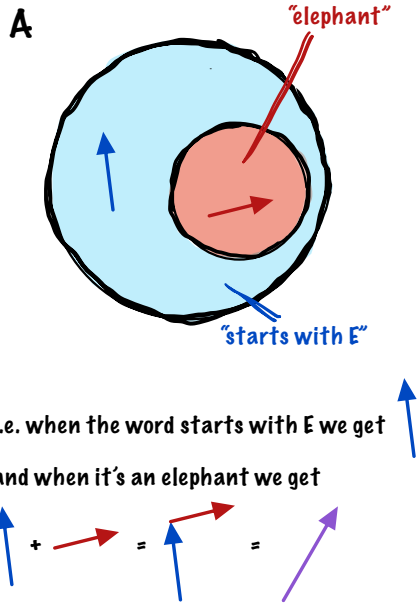 A
"elephant"
"starts with E"
.e. when the word starts with E we get
and when it's an elephant we get
+ = =